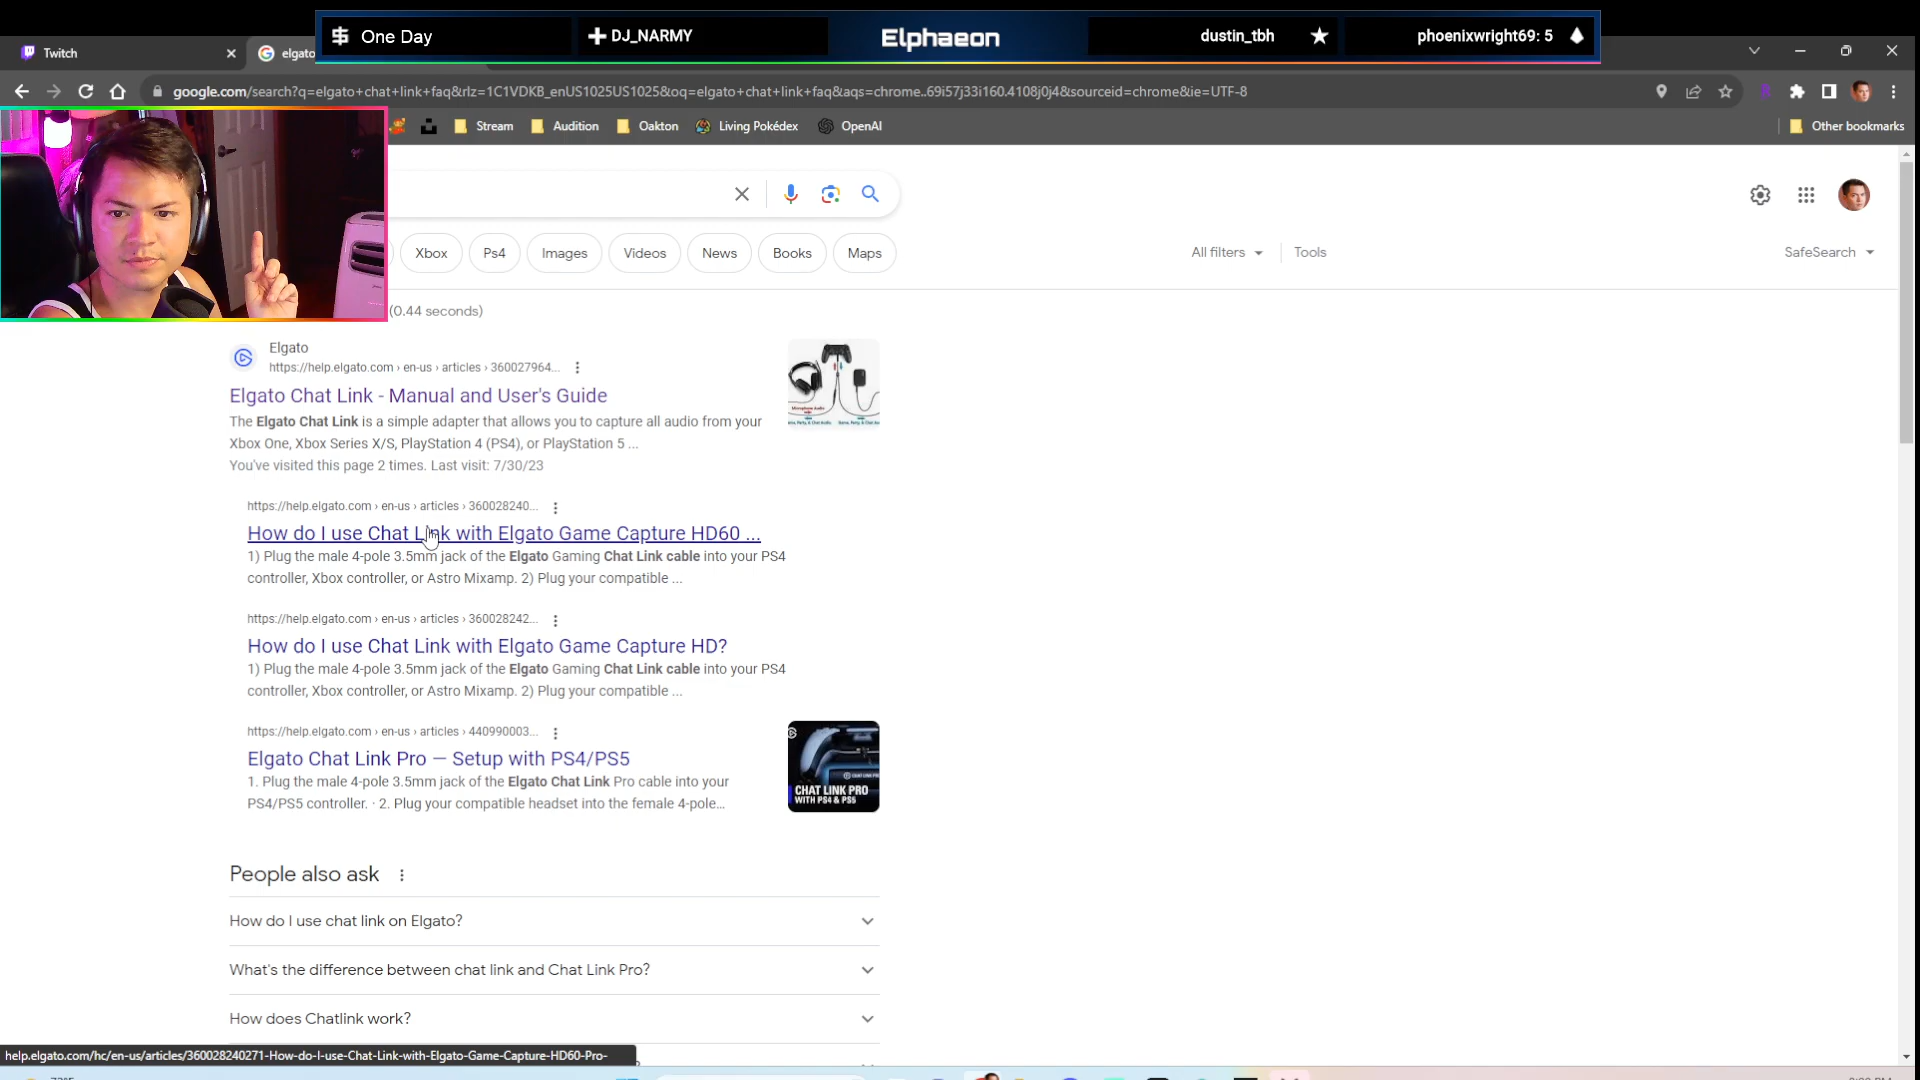 One Day
DJ_NARMY
Elphaeon
dustin_tbh
phoenixwright69: 5
Twitch
elgato
google.com/search?q=elgato+chat+link+faq&rlz=1C1VDKB_enUS1025US1025&oq=elgato+chat+link+faq&aqs=chrome..69i57j33i160.4108j0j4&sourceid=chrome&ie=UTF-8
Stream
Audition
Oakton
Living Pokédex
OpenAI
Other bookmarks
Xbox
Ps4
Images
Videos
News
Books
Maps
All filters
Tools
SafeSearch
(0.44 seconds)
Elgato
https://help.elgato.com › en-us › articles › 360027964...
Elgato Chat Link - Manual and User's Guide
The Elgato Chat Link is a simple adapter that allows you to capture all audio from your
Xbox One, Xbox Series X/S, PlayStation 4 (PS4), or PlayStation 5 ...
You've visited this page 2 times. Last visit: 7/30/23
https://help.elgato.com › en-us › articles › 360028240...
How do I use Chat Link with Elgato Game Capture HD60 ...
1) Plug the male 4-pole 3.5mm jack of the Elgato Gaming Chat Link cable into your PS4
controller, Xbox controller, or Astro Mixamp. 2) Plug your compatible ...
https://help.elgato.com › en-us › articles › 360028242...
How do I use Chat Link with Elgato Game Capture HD?
1) Plug the male 4-pole 3.5mm jack of the Elgato Gaming Chat Link cable into your PS4
controller, Xbox controller, or Astro Mixamp. 2) Plug your compatible ...
https://help.elgato.com › en-us › articles › 440990003...
Elgato Chat Link Pro — Setup with PS4/PS5
1. Plug the male 4-pole 3.5mm jack of the Elgato Chat Link Pro cable into your
PS4/PS5 controller. · 2. Plug your compatible headset into the female 4-pole...
CHAT LINK PRO
WITH PS4 & PS5
People also ask
How do I use chat link on Elgato?
What's the difference between chat link and Chat Link Pro?
How does Chatlink work?
help.elgato.com/hc/en-us/articles/360028240271-How-do-I-use-Chat-Link-with-Elgato-Game-Capture-HD60-Pro-